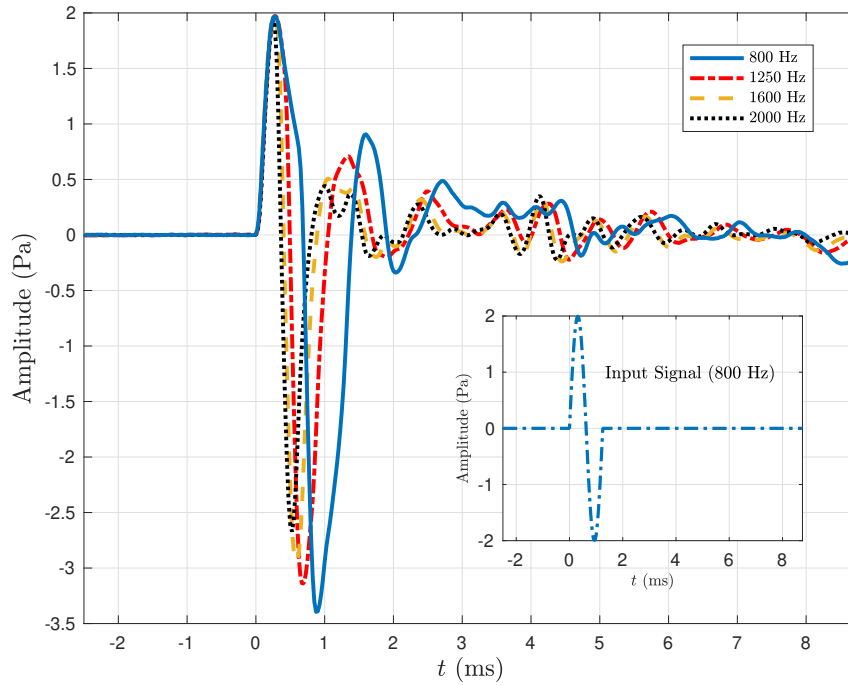 2
1.5
1
0.5
0
-0.5
-1
-1.5
-2
-2.5
-3
-3.5
Amplitude (Pa)
-2 -1 0 1 2 3 4 5 6 7 8
t (ms)
800 Hz
1250 Hz
1600 Hz
2000 Hz
2
1
0
-1
-2
Amplitude (Pa)
Input Signal (800 Hz)
-2 0 2 4 6 8
t (ms)